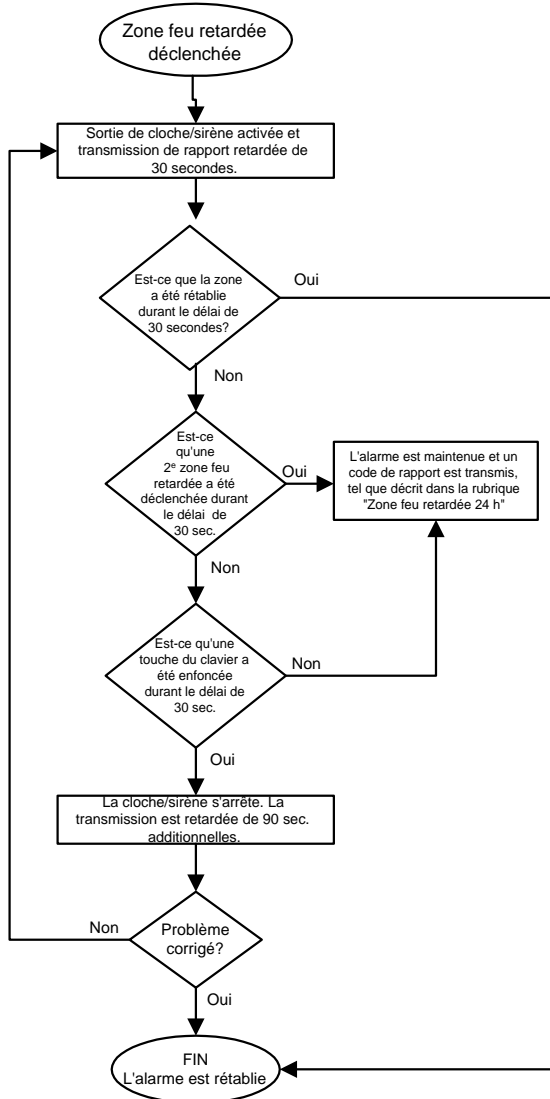 Zone feu retardée
déclenchée
Sortie de cloche/sirène activée et
transmission de rapport retardée de
30 secondes.
Est-ce que la zone
a été rétablie
durant le délai de
30 secondes?
Oui
Non
Est-ce
qu'une
2e zone feu
retardée a été
déclenchée durant
le délai de
30 sec.
Oui
L'alarme est maintenue et un
code de rapport est transmis,
tel que décrit dans la rubrique
"Zone feu retardée 24 h"
Non
Est-ce qu'une
touche du clavier a
été enfoncée
durant le délai de
30 sec.
Non
Oui
La cloche/sirène s'arrête. La
transmission est retardée de 90 sec.
additionnelles.
Non
Problème
corrigé?
Oui
FIN
L'alarme est rétablie